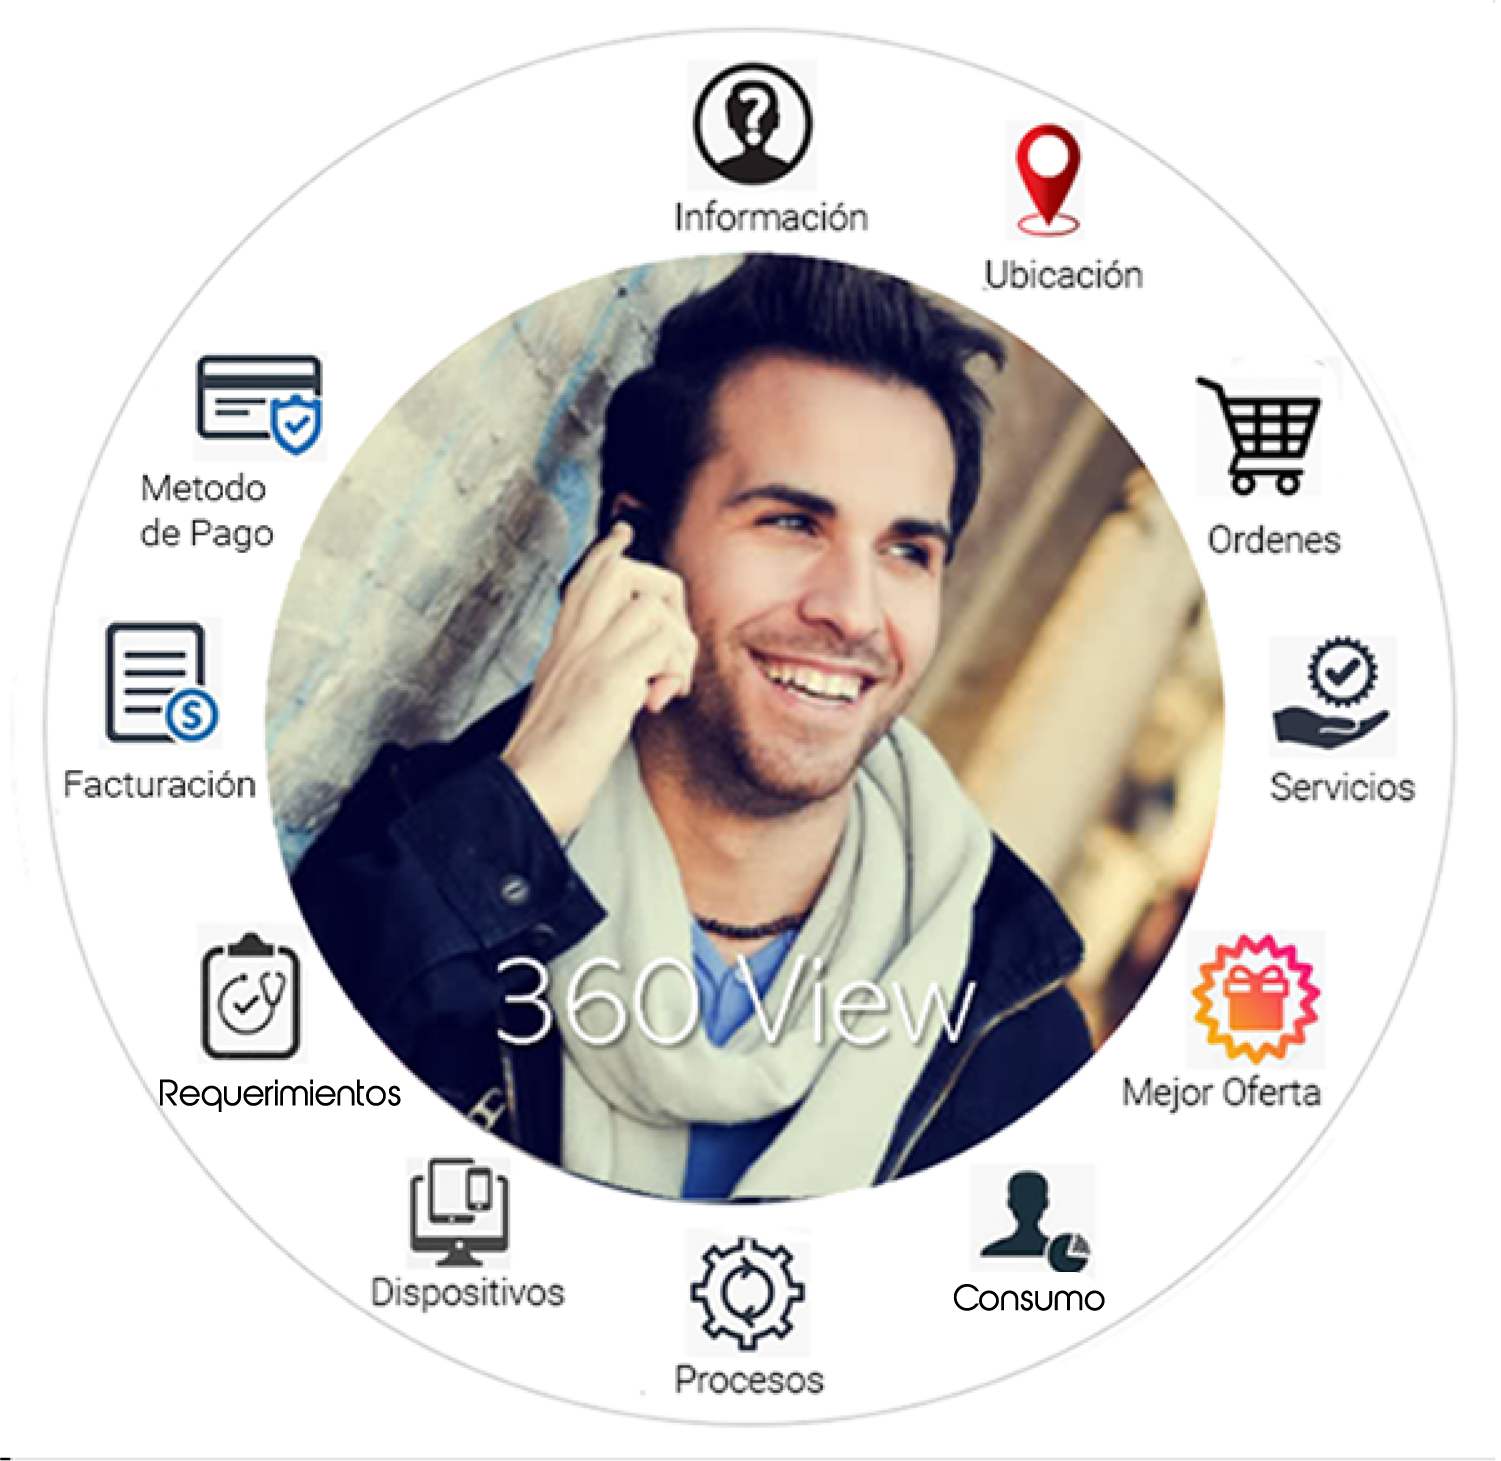 Información
Ubicación
Ordenes
Servicios
Mejor Oferta
Consumo
Procesos
Dispositivos
Requerimientos
Facturación
Metodo
de Pago
360 View